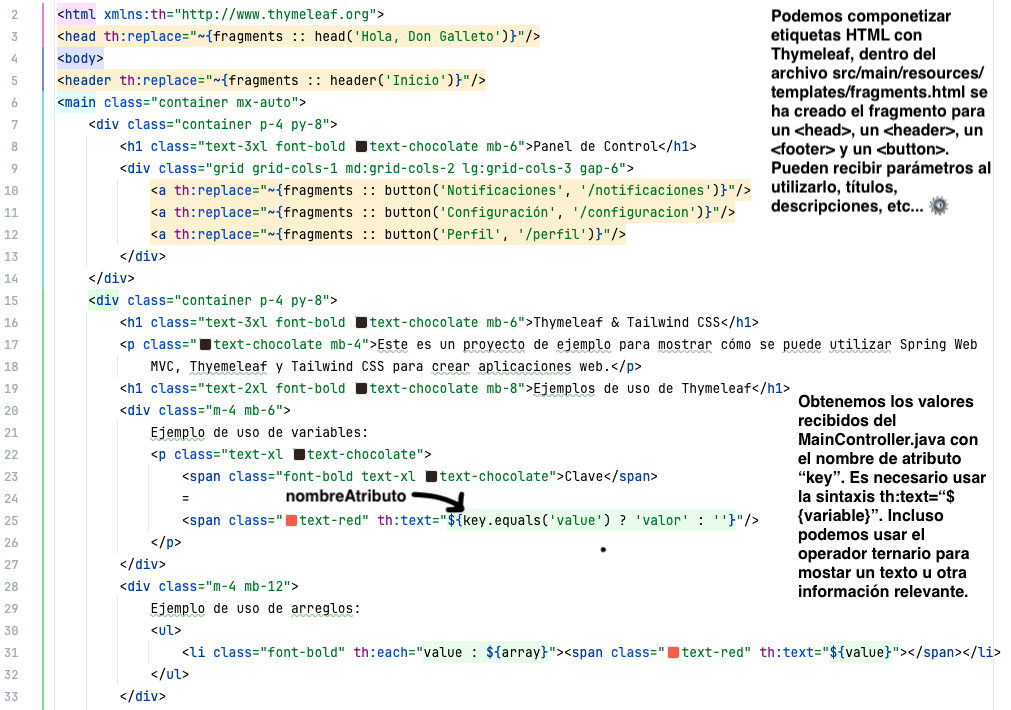 2 <html xmlns:th="http://www.thymeleaf.org">
3 <head th:replace="~{fragments :: head('Hola, Don Galleto')}"/>
4 <body>
5 <header th:replace="~{fragments :: header('Inicio')}"/>
6 <main class="container mx-auto">
7 <div class="container p-4 py-8">
8 <h1 class="text-3xl font-bold text-chocolate mb-6">Panel de Control</h1>
9 <div class="grid grid-cols-1 md:grid-cols-2 lg:grid-cols-3 gap-6">
10 <a th:replace="~{fragments :: button('Notificaciones', '/notificaciones')}"/>
11 <a th:replace="~{fragments :: button('Configuración', '/configuracion')}"/>
12 <a th:replace="~{fragments :: button('Perfil', '/perfil')}"/>
13 </div>
14 </div>
15 <div class="container p-4 py-8">
16 <h1 class="text-3xl font-bold text-chocolate mb-6">Thymeleaf & Tailwind CSS</h1>
17 <p class="text-chocolate mb-4">Este es un proyecto de ejemplo para mostrar cómo se puede utilizar Spring Web
18 MVC, Thyemeleaf y Tailwind CSS para crear aplicaciones web.</p>
19 <h1 class="text-2xl font-bold text-chocolate mb-8">Ejemplos de uso de Thymeleaf</h1>
20 <div class="m-4 mb-6">
21 Ejemplo de uso de variables:
22 <p class="text-xl text-chocolate">
23 <span class="font-bold text-xl text-chocolate">Clave</span>
24 =
nombreAtributo
25 <span class="text-red" th:text="${key.equals('value') ? 'valor' : ''}"/>
26 </p>
27 </div>
28 <div class="m-4 mb-12">
29 Ejemplo de uso de arreglos:
30 <ul>
31 <li class="font-bold" th:each="value : ${array}"><span class="text-red" th:text="${value}"></span></li>
32 </ul>
33 </div>
Podemos componetizar
etiquetas HTML con
Thymeleaf, dentro del
archivo src/main/resources/
templates/fragments.html se
ha creado el fragmento para
un <head>, un <header>, un
<footer> y un <button>.
Pueden recibir parámetros al
utilizarlo, títulos,
descripciones, etc... ⚙️
Obtenemos los valores
recibidos del
MainController.java con
el nombre de atributo
“key”. Es necesario usar
la sintaxis th:text=“$
{variable}”. Incluso
podemos usar el
operador ternario para
mostar un texto u otra
información relevante.